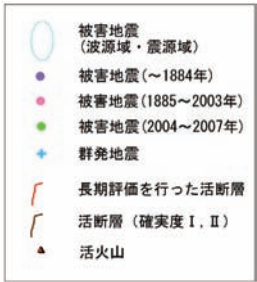 被害地震
(波源域・震源域)
被害地震(～1884年)
被害地震(1885～2003年)
被害地震(2004～2007年)
群発地震
長期評価を行った活断層
活断層（確実度Ⅰ,Ⅱ）
活火山